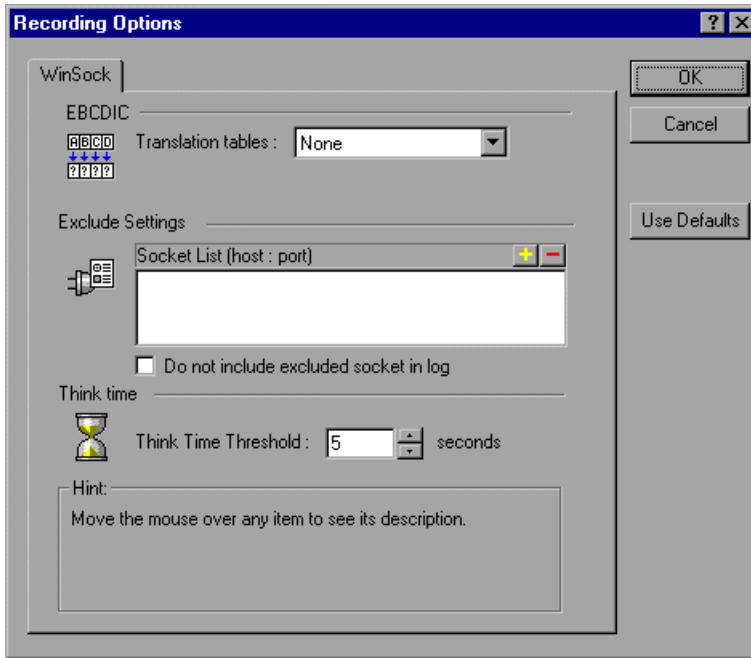 Recording Options
WinSock
OK
EBCDIC
Cancel
ABCD
????
Translation tables :
None
Use Defaults
Exclude Settings
Socket List (host : port)
Do not include excluded socket in log
Think time
Think Time Threshold : 5 seconds
Hint:
Move the mouse over any item to see its description.